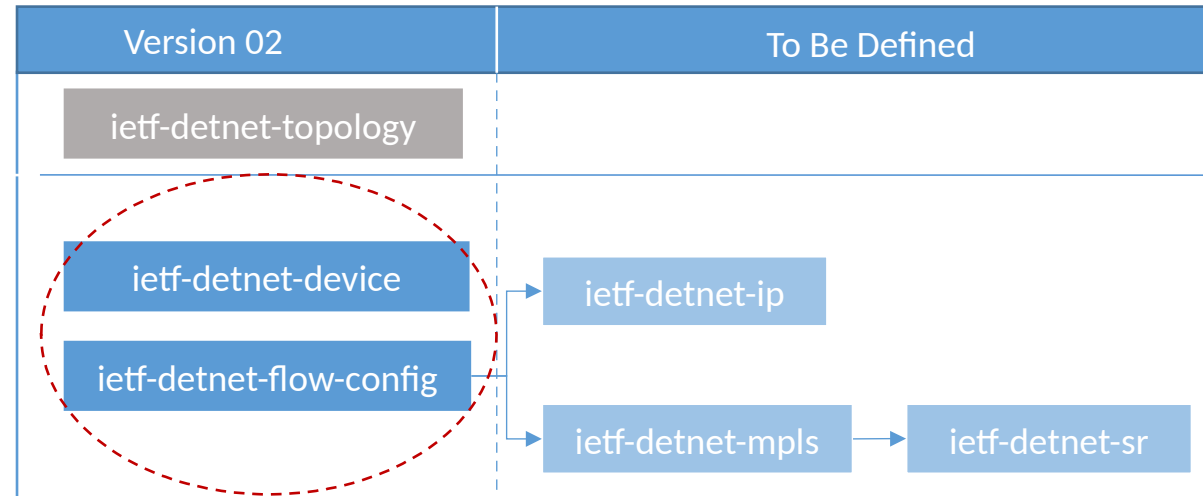 Version 02
To Be Defined
ietf-detnet-topology
ietf-detnet-device
ietf-detnet-ip
ietf-detnet-flow-config
ietf-detnet-mpls
ietf-detnet-sr